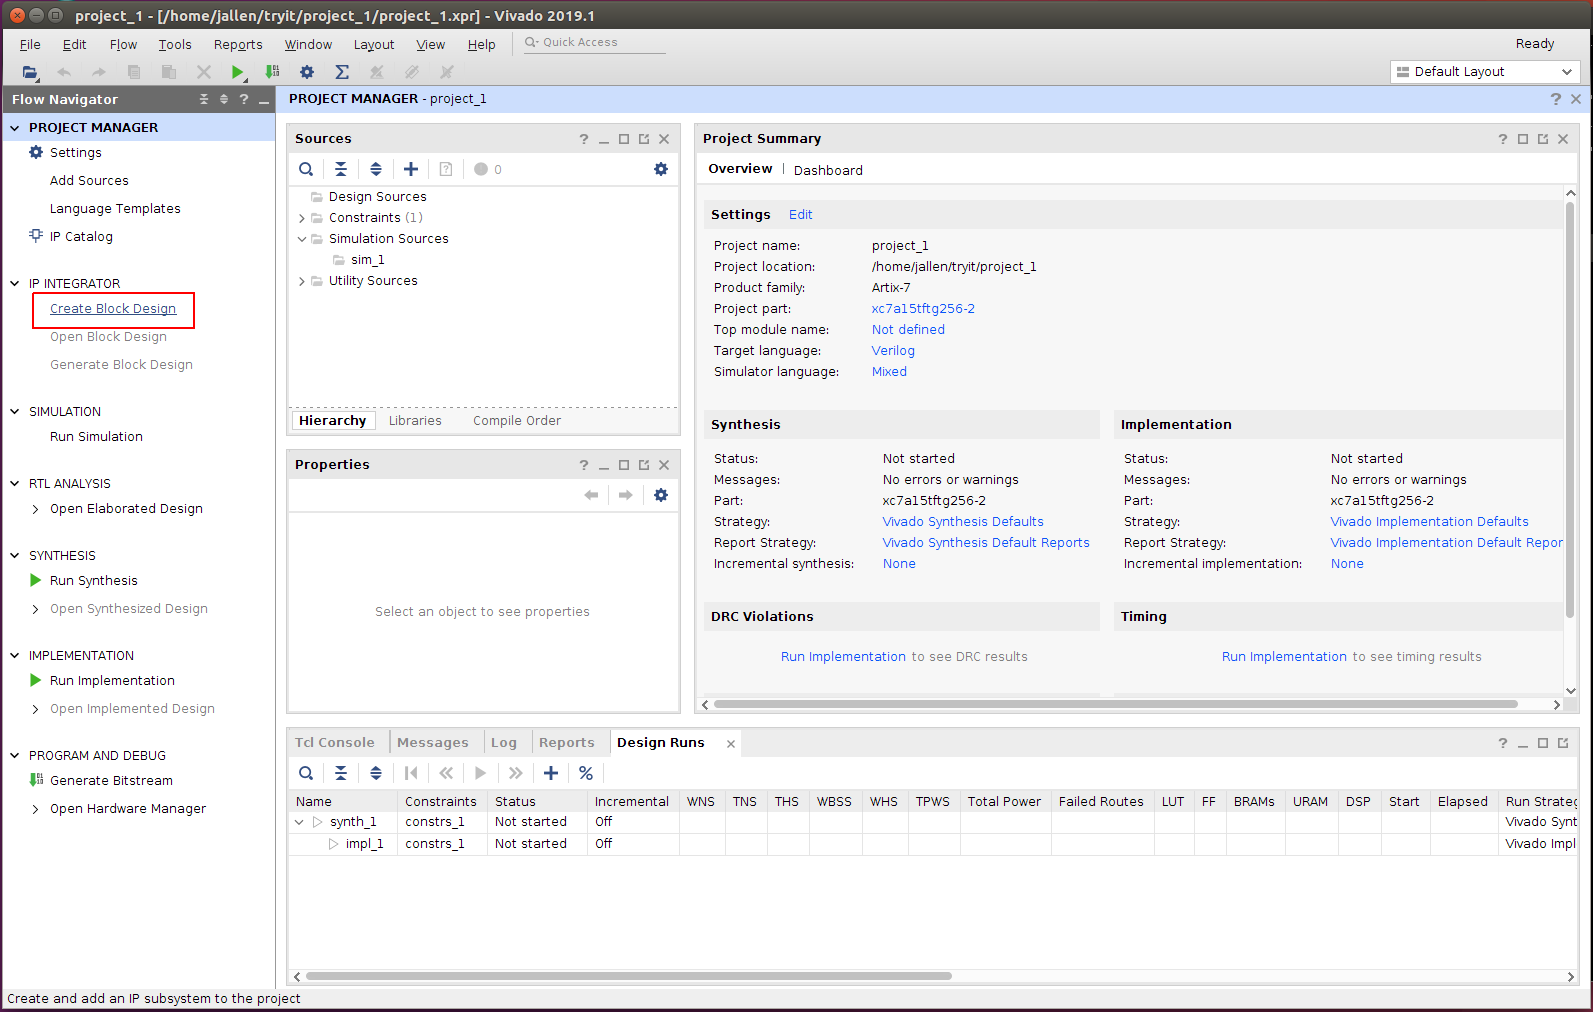 project_1 - [/home/jallen/tryit/project_1/project_1.xpr] - Vivado 2019.1
File Edit Flow Tools Reports Window Layout View Help Quick Access Ready
Default Layout
Flow Navigator
PROJECT MANAGER
Settings
Add Sources
Language Templates
IP Catalog
IP INTEGRATOR
Create Block Design
Open Block Design
Generate Block Design
SIMULATION
Run Simulation
RTL ANALYSIS
Open Elaborated Design
SYNTHESIS
Run Synthesis
Open Synthesized Design
IMPLEMENTATION
Run Implementation
Open Implemented Design
PROGRAM AND DEBUG
Generate Bitstream
Open Hardware Manager
PROJECT MANAGER - project_1
Sources
0
Design Sources
Constraints (1)
Simulation Sources
sim_1
Utility Sources
Hierarchy Libraries Compile Order
Properties
Select an object to see properties
Project Summary
Overview | Dashboard
Settings Edit
Project name: project_1
Project location: /home/jallen/tryit/project_1
Product family: Artix-7
Project part: xc7a15tftg256-2
Top module name: Not defined
Target language: Verilog
Simulator language: Mixed
Synthesis
Status: Not started
Messages: No errors or warnings
Part: xc7a15tftg256-2
Strategy: Vivado Synthesis Defaults
Report Strategy: Vivado Synthesis Default Reports
Incremental synthesis: None
Implementation
Status: Not started
Messages: No errors or warnings
Part: xc7a15tftg256-2
Strategy: Vivado Implementation Defaults
Report Strategy: Vivado Implementation Default Repor
Incremental implementation: None
DRC Violations
Run Implementation to see DRC results
Timing
Run Implementation to see timing results
Tcl Console Messages Log Reports Design Runs
Name Constraints Status Incremental WNS TNS THS WBSS WHS TPWS Total Power Failed Routes LUT FF BRAMs URAM DSP Start Elapsed Run Strateg
synth_1 constrs_1 Not started Off Vivado Synt
impl_1 constrs_1 Not started Off Vivado Impl
Create and add an IP subsystem to the project